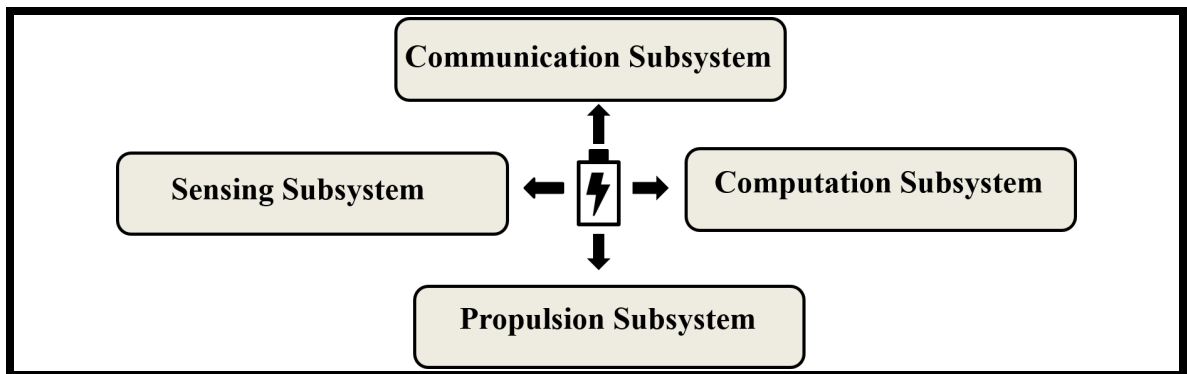 Communication Subsystem
Sensing Subsystem
Computation Subsystem
Propulsion Subsystem